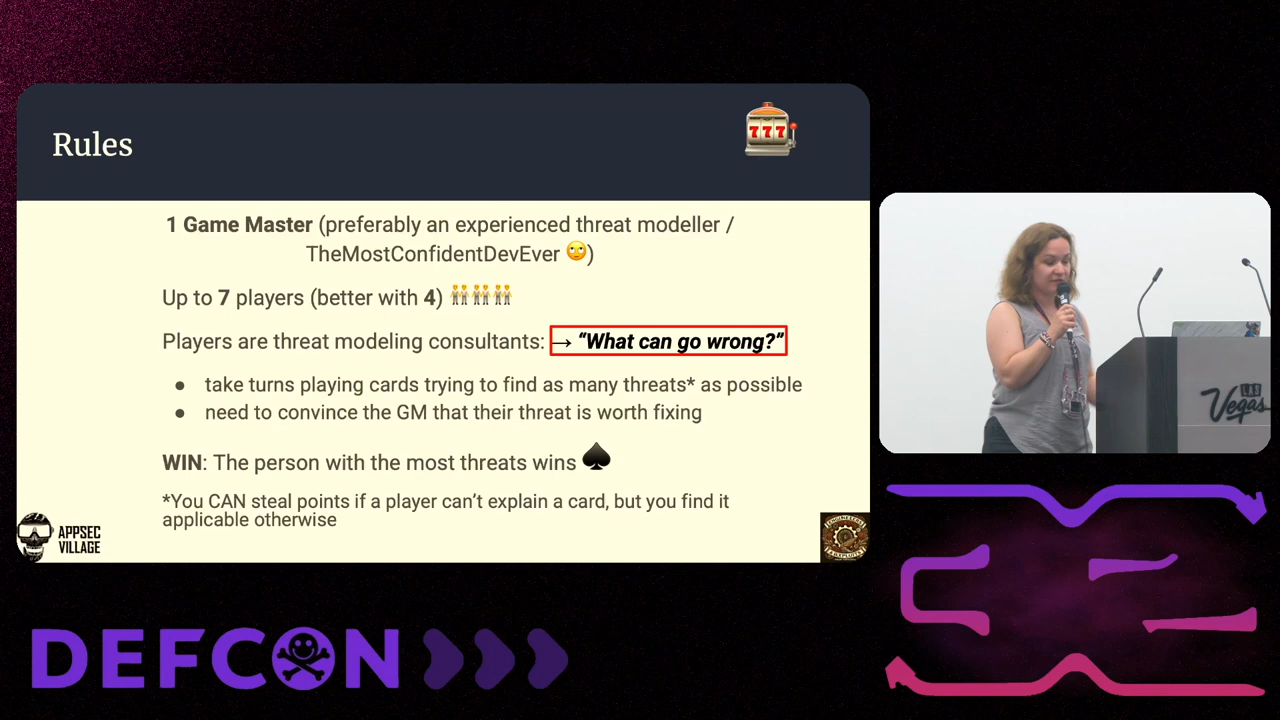 Rules
777
1 Game Master (preferably an experienced threat modeller /
TheMostConfidentDevEver 🙄)
Up to 7 players (better with 4) 👯👯👯
Players are threat modeling consultants: → “What can go wrong?”
● take turns playing cards trying to find as many threats* as possible
● need to convince the GM that their threat is worth fixing
WIN: The person with the most threats wins ♠
*You CAN steal points if a player can’t explain a card, but you find it
applicable otherwise
APPSEC
VILLAGE
LAS
Vegas
DEFCON